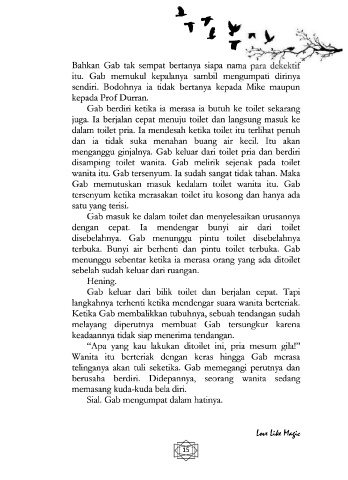 Bahkan Gab tak sempat bertanya siapa nama para dekektif
itu. Gab memukul kepalanya sambil mengumpati dirinya
sendiri. Bodohnya ia tidak bertanya kepada Mike maupun
kepada Prof Durran.
Gab berdiri ketika ia merasa ia butuh ke toilet sekarang
juga. Ia berjalan cepat menuju toilet dan langsung masuk ke
dalam toilet pria. Ia mendesah ketika toilet itu terlihat penuh
dan ia tidak suka menahan buang air kecil. Itu akan
menganggu ginjalnya. Gab keluar dari toilet pria dan berdiri
disamping toilet wanita. Gab melirik sejenak pada toilet
wanita itu. Gab tersenyum. Ia sudah sangat tidak tahan. Maka
Gab memutuskan masuk kedalam toilet wanita itu. Gab
tersenyum ketika merasakan toilet itu kosong dan hanya ada
satu yang terisi.
Gab masuk ke dalam toilet dan menyelesaikan urusannya
dengan cepat. Ia mendengar bunyi air dari toilet
disebelahnya. Gab menunggu pintu toilet disebelahnya
terbuka. Bunyi air berhenti dan pintu toilet terbuka. Gab
menunggu sebentar ketika ia merasa orang yang ada ditoilet
sebelah sudah keluar dari ruangan.
Hening.
Gab keluar dari bilik toilet dan berjalan cepat. Tapi
langkahnya terhenti ketika mendengar suara wanita berteriak.
Ketika Gab membalikkan tubuhnya, sebuah tendangan sudah
melayang diperutnya membuat Gab tersungkur karena
keadaannya tidak siap menerima tendangan.
“Apa yang kau lakukan ditoilet ini, pria mesum gila!”
Wanita itu berteriak dengan keras hingga Gab merasa
telinganya akan tuli seketika. Gab memegangi perutnya dan
berusaha berdiri. Didepannya, seorang wanita sedang
memasang kuda-kuda bela diri.
Sial. Gab mengumpat dalam hatinya.
Love Like Magic
15